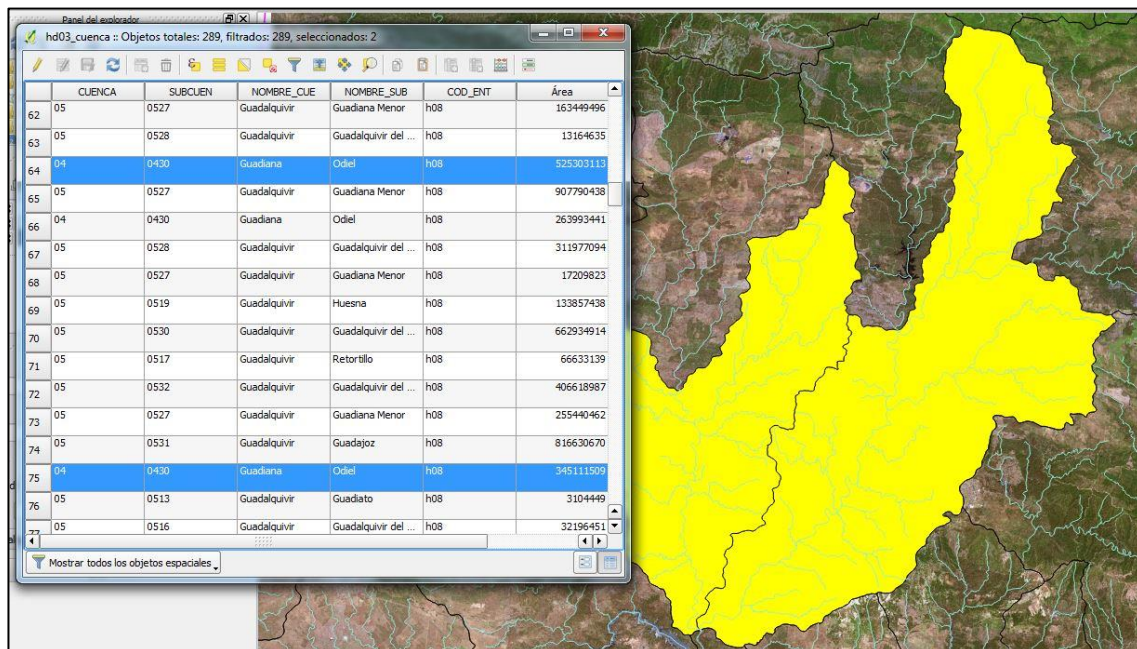 Panel del explorador
hd03_cuenca :: Objetos totales: 289, filtrados: 289, seleccionados: 2
CUENCA SUBCUEN NOMBRE_CUE NOMBRE_SUB COD_ENT Área
62 05 0527 Guadalquivir Guadiana Menor h08 163449496
63 05 0528 Guadalquivir Guadalquivir del ... h08 13164635
64 04 0430 Guadiana Odiel h08 525303113
65 05 0527 Guadalquivir Guadiana Menor h08 907790438
66 04 0430 Guadiana Odiel h08 263993441
67 05 0528 Guadalquivir Guadalquivir del ... h08 311977094
68 05 0527 Guadalquivir Guadiana Menor h08 17209823
69 05 0519 Guadalquivir Huesna h08 133857438
70 05 0530 Guadalquivir Guadalquivir del ... h08 662934914
71 05 0517 Guadalquivir Retortillo h08 66633139
72 05 0532 Guadalquivir Guadalquivir del ... h08 406618987
73 05 0527 Guadalquivir Guadiana Menor h08 255440462
74 05 0531 Guadalquivir Guadajoz h08 816630670
75 04 0430 Guadiana Odiel h08 345111509
76 05 0513 Guadalquivir Guadiato h08 3104449
77 05 0516 Guadalquivir Guadalquivir del ... h08 32196451
Mostrar todos los objetos espaciales